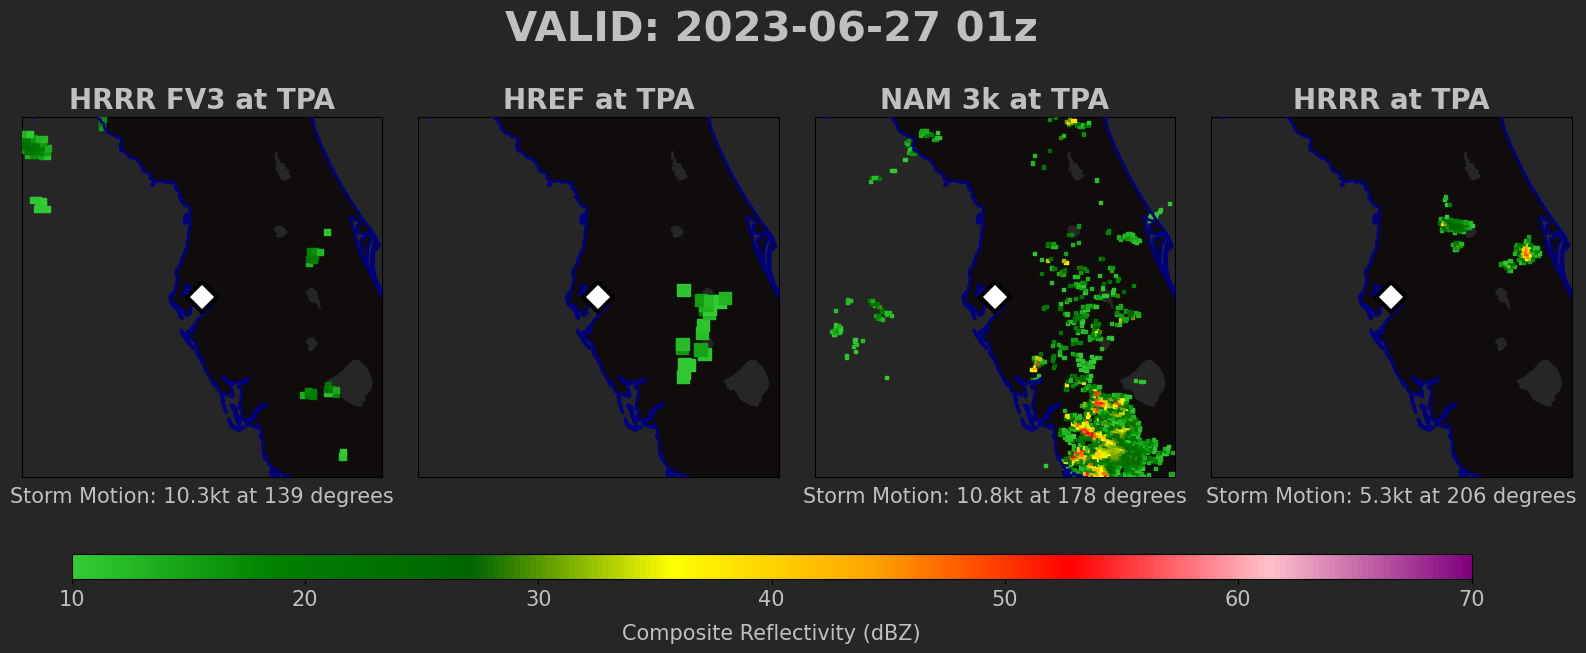 VALID: 2023-06-27 01z
HRRR FV3 at TPA
HREF at TPA
NAM 3k at TPA
HRRR at TPA
Storm Motion: 10.3kt at 139 degrees
Storm Motion: 10.8kt at 178 degrees
Storm Motion: 5.3kt at 206 degrees
10 20 30 40 50 60 70
Composite Reflectivity (dBZ)